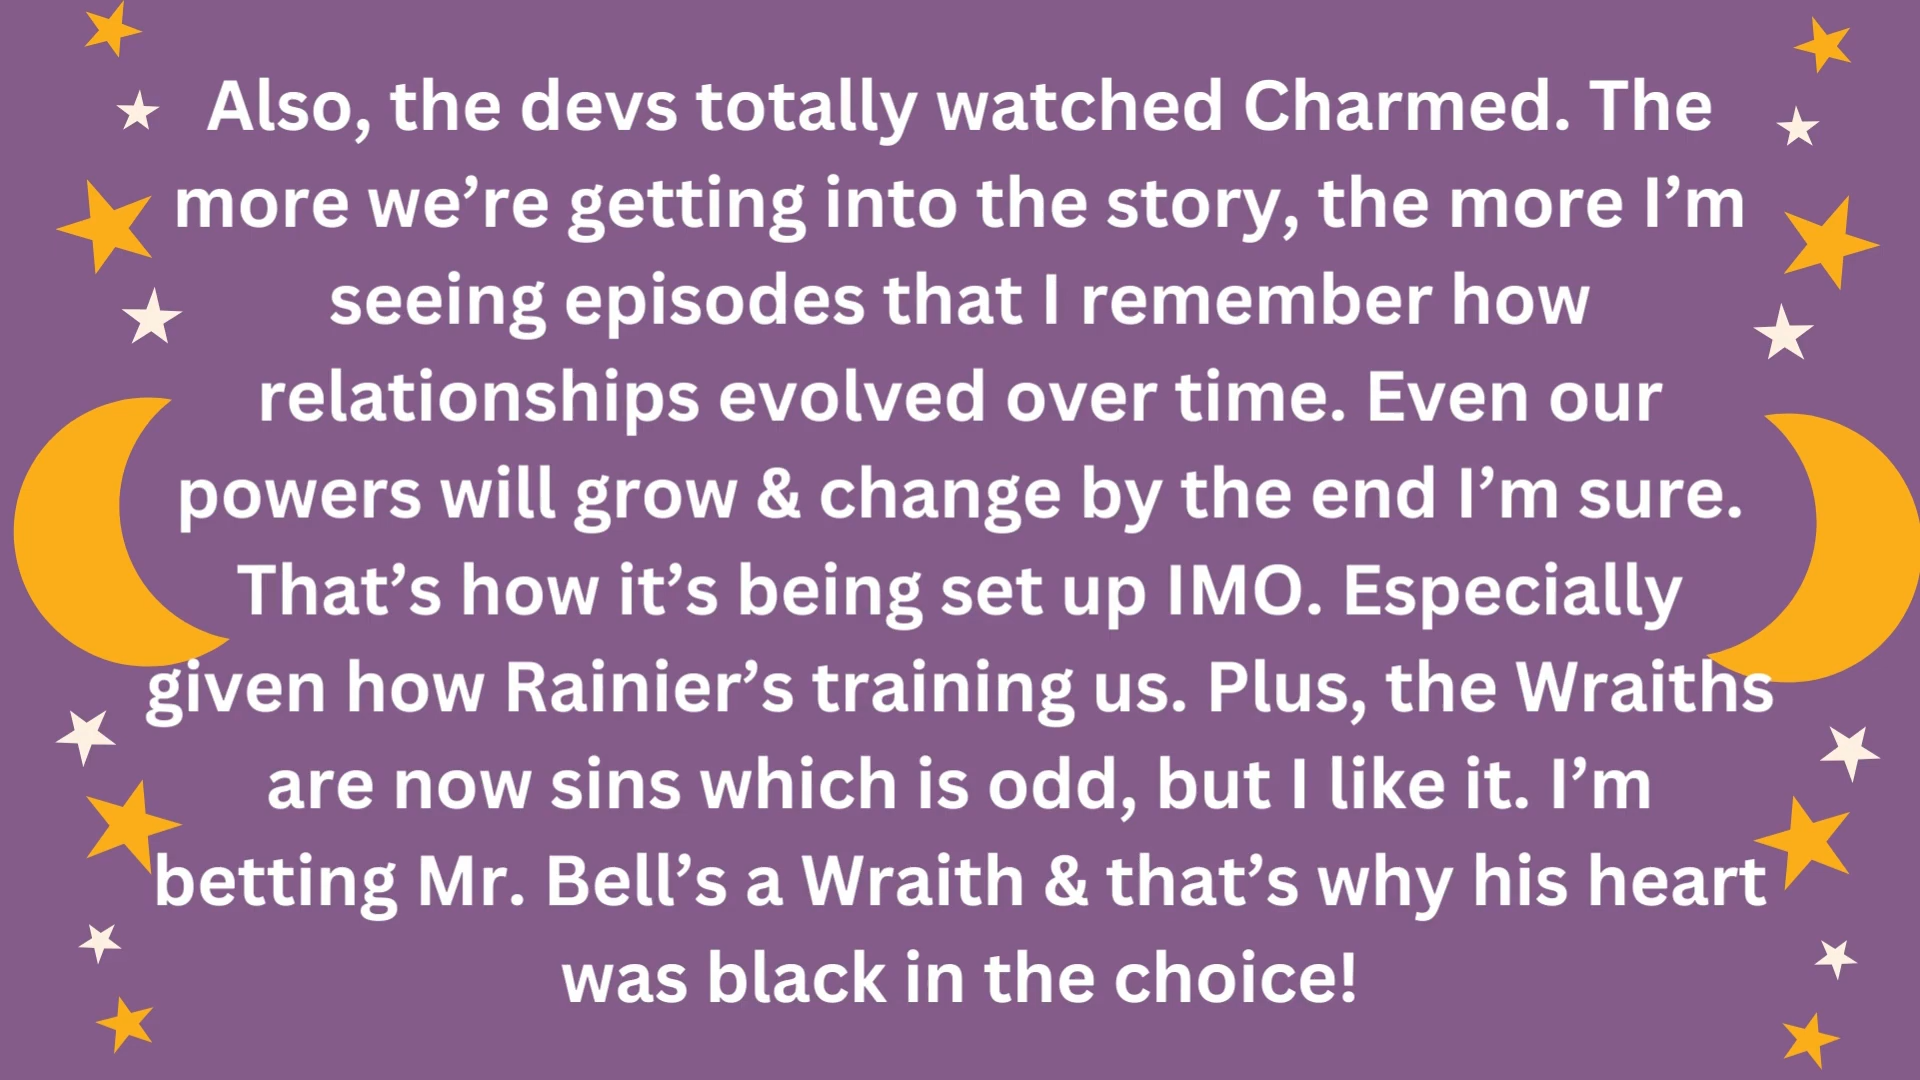 Also, the devs totally watched Charmed. The
more we’re getting into the story, the more I’m
seeing episodes that I remember how
relationships evolved over time. Even our
powers will grow & change by the end I’m sure.
That’s how it’s being set up IMO. Especially
given how Rainier’s training us. Plus, the Wraiths
are now sins which is odd, but I like it. I’m
betting Mr. Bell’s a Wraith & that’s why his heart
was black in the choice!